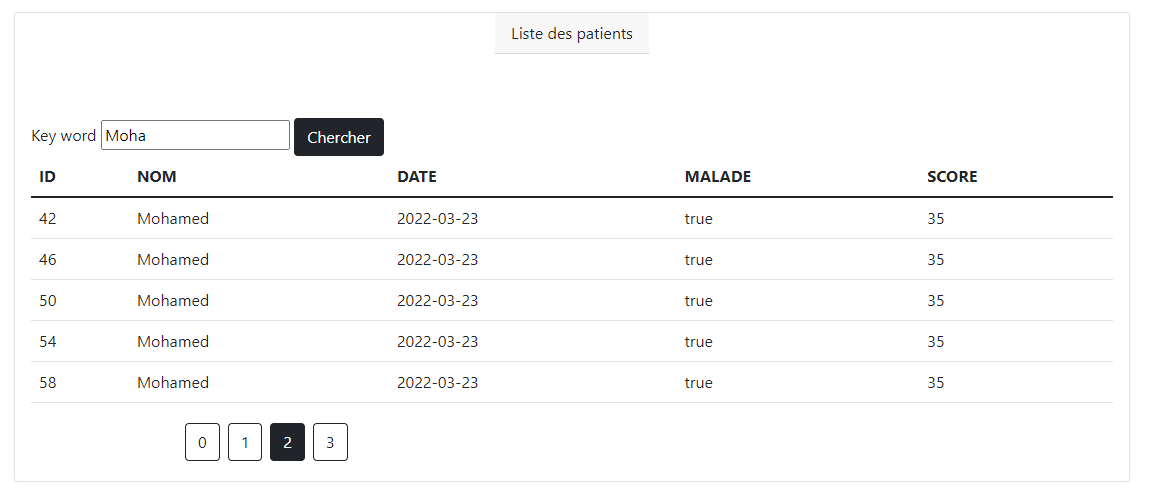 Liste des patients
Key word Moha Chercher
ID NOM DATE MALADE SCORE
42 Mohamed 2022-03-23 true 35
46 Mohamed 2022-03-23 true 35
50 Mohamed 2022-03-23 true 35
54 Mohamed 2022-03-23 true 35
58 Mohamed 2022-03-23 true 35
0 1 2 3